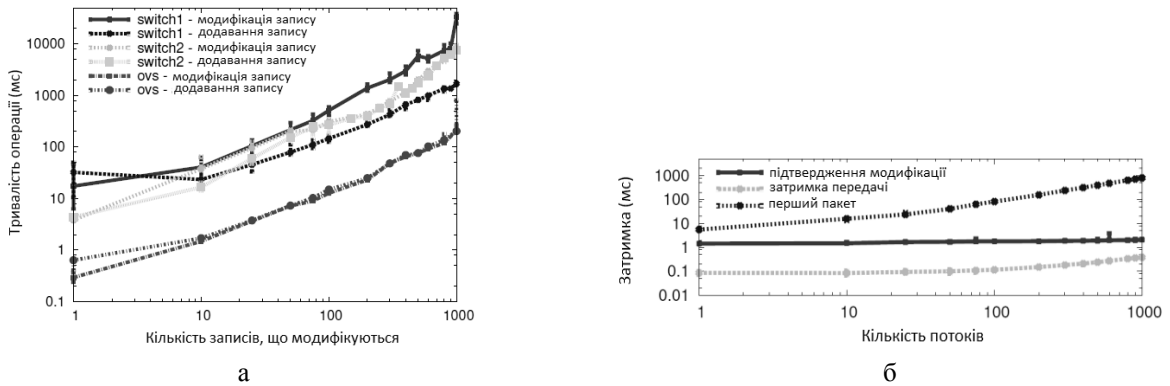 Тривалість операції (мс)
10000
1000
100
10
1
0.1
switch1 - модифікація запису
switch1 - додавання запису
switch2 - модифікація запису
switch2 - додавання запису
ovs - модифікація запису
ovs - додавання запису
1 10 100 1000
Кількість записів, що модифікуються
а
Затримка (мс)
1000
100
10
1
0.1
0.01
підтвердження модифікації
затримка передачі
перший пакет
1 10 100 1000
Кількість потоків
б